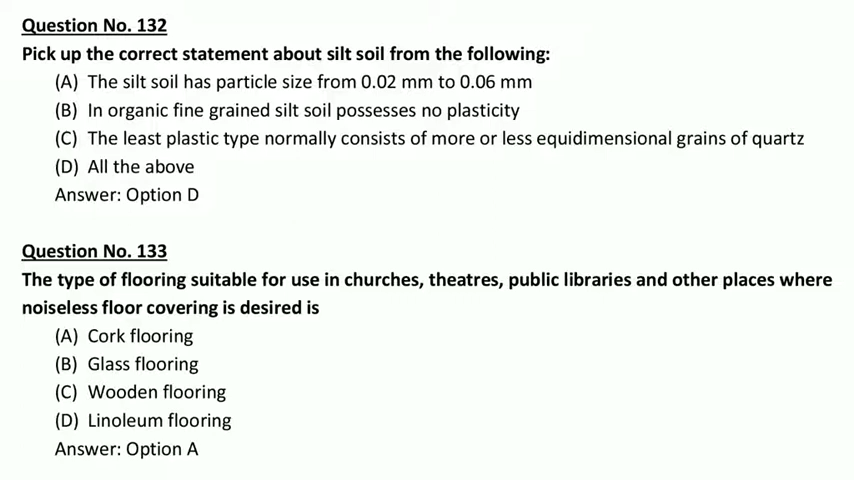 Question No. 132
Pick up the correct statement about silt soil from the following:
(A) The silt soil has particle size from 0.02 mm to 0.06 mm
(B) In organic fine grained silt soil possesses no plasticity
(C) The least plastic type normally consists of more or less equidimensional grains of quartz
(D) All the above
Answer: Option D
Question No. 133
The type of flooring suitable for use in churches, theatres, public libraries and other places where
noiseless floor covering is desired is
(A) Cork flooring
(B) Glass flooring
(C) Wooden flooring
(D) Linoleum flooring
Answer: Option A